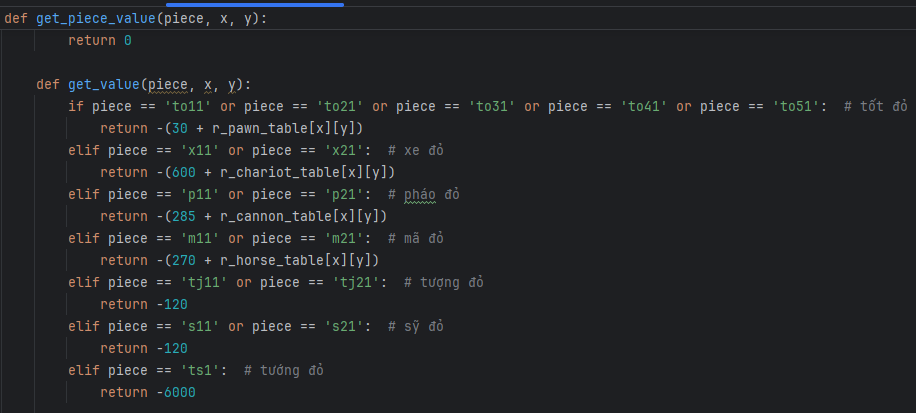 def get_piece_value(piece, x, y):
        return 0
    def get_value(piece, x, y):
        if piece == 'to11' or piece == 'to21' or piece == 'to31' or piece == 'to41' or piece == 'to51':  # tốt đỏ
            return -(30 + r_pawn_table[x][y])
        elif piece == 'x11' or piece == 'x21':  # xe đỏ
            return -(600 + r_chariot_table[x][y])
        elif piece == 'p11' or piece == 'p21':  # pháo đỏ
            return -(285 + r_cannon_table[x][y])
        elif piece == 'm11' or piece == 'm21':  # mã đỏ
            return -(270 + r_horse_table[x][y])
        elif piece == 'tj11' or piece == 'tj21':  # tượng đỏ
            return -120
        elif piece == 's11' or piece == 's21':  # sỹ đỏ
            return -120
        elif piece == 'ts1':  # tướng đỏ
            return -6000